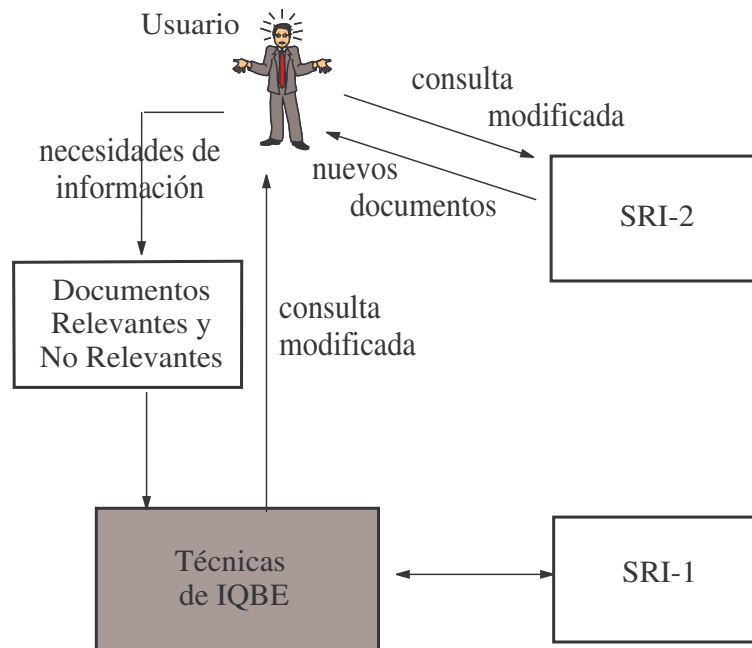 Usuario
consulta
modificada
necesidades de
información
nuevos
documentos
SRI-2
Documentos
Relevantes y
No Relevantes
consulta
modificada
Técnicas
de IQBE
SRI-1